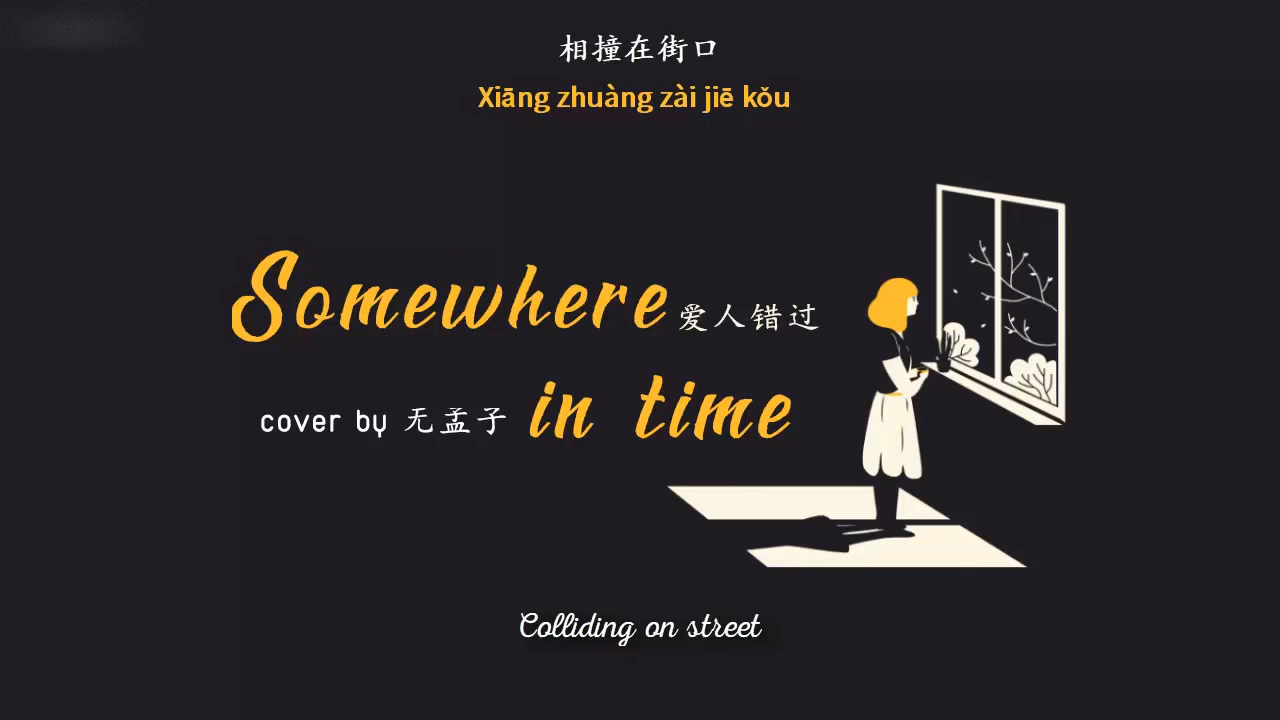 相撞在街口
Xiāng zhuàng zài jiē kǒu
Somewhere 爱人错过
cover by 无孟子 in time
Colliding on street